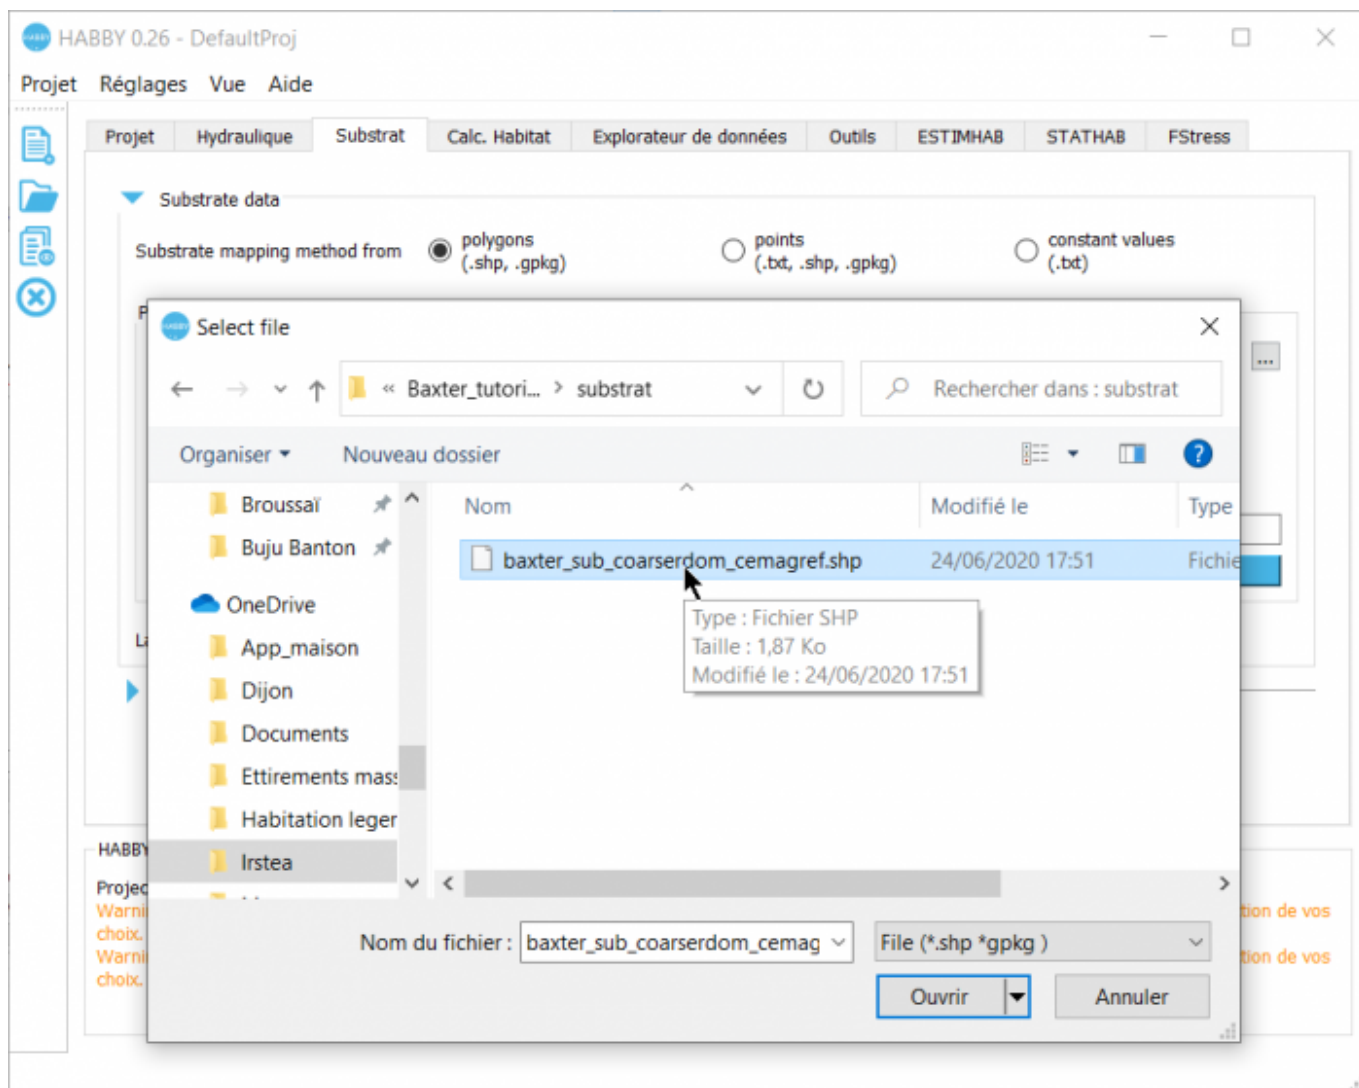 HABBY 0.26 - DefaultProj
Projet Réglages Vue Aide
Projet Hydraulique Substrat Calc. Habitat Explorateur de données Outils ESTIMHAB STATHAB FStress
Substrate data
Substrate mapping method from polygons (.shp, .gpkg) points (.txt, .shp, .gpkg) constant values (.txt)
Select file
...
« Baxter_tutori... > substrat
Rechercher dans : substrat
Organiser Nouveau dossier
?
Nom Modifié le Type
Broussaï
Buju Banton
baxter_sub_coarserdom_cemagref.shp 24/06/2020 17:51 Fichie
OneDrive
Type : Fichier SHP
Taille : 1,87 Ko
Modifié le : 24/06/2020 17:51
App_maison
Dijon
Documents
Ettirements mass
Habitation leger
Irstea
HABBY
Projec
Warni
tion de vos
choix.
Warni
tion de vos
choix.
Nom du fichier : baxter_sub_coarserdom_cemag File (*.shp *gpkg )
Ouvrir Annuler